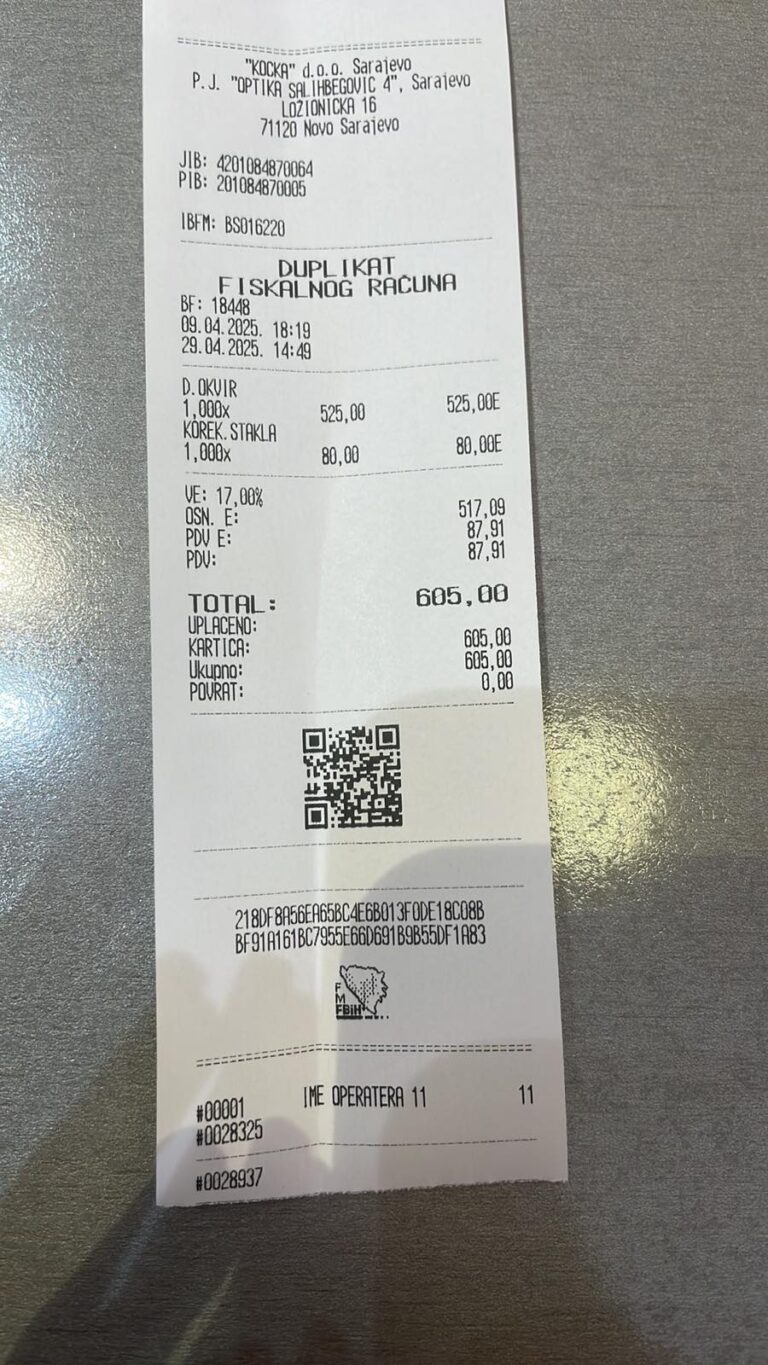 "KOCKA" d.o.o. Sarajevo
P.J. "OPTIKA SALIHBEGOVIC 4", Sarajevo
LOZIONICKA 16
71120 Novo Sarajevo
JIB: 4201084870064
PIB: 201084870005
IBFM: BS016220
DUPLIKAT
FISKALNOG RAČUNA
BF: 18448
09.04.2025. 18:19
29.04.2025. 14:49
D.OKVIR
1,000x 525,00 525,00E
KOREK.STAKLA
1,000x 80,00 80,00E
VE: 17,00%
OSN. E: 517,09
PDV E: 87,91
PDV: 87,91
TOTAL: 605,00
UPLAĆENO:
KARTICA: 605,00
Ukupno: 605,00
POVRAT: 0,00
218DF8A56EA65BC4E6B013F0DE18C08B
BF91A161BC7955E66D691B9B55DF1A83
FM
FBiH
#00001 IME OPERATERA 11 11
#0028325
#0028937